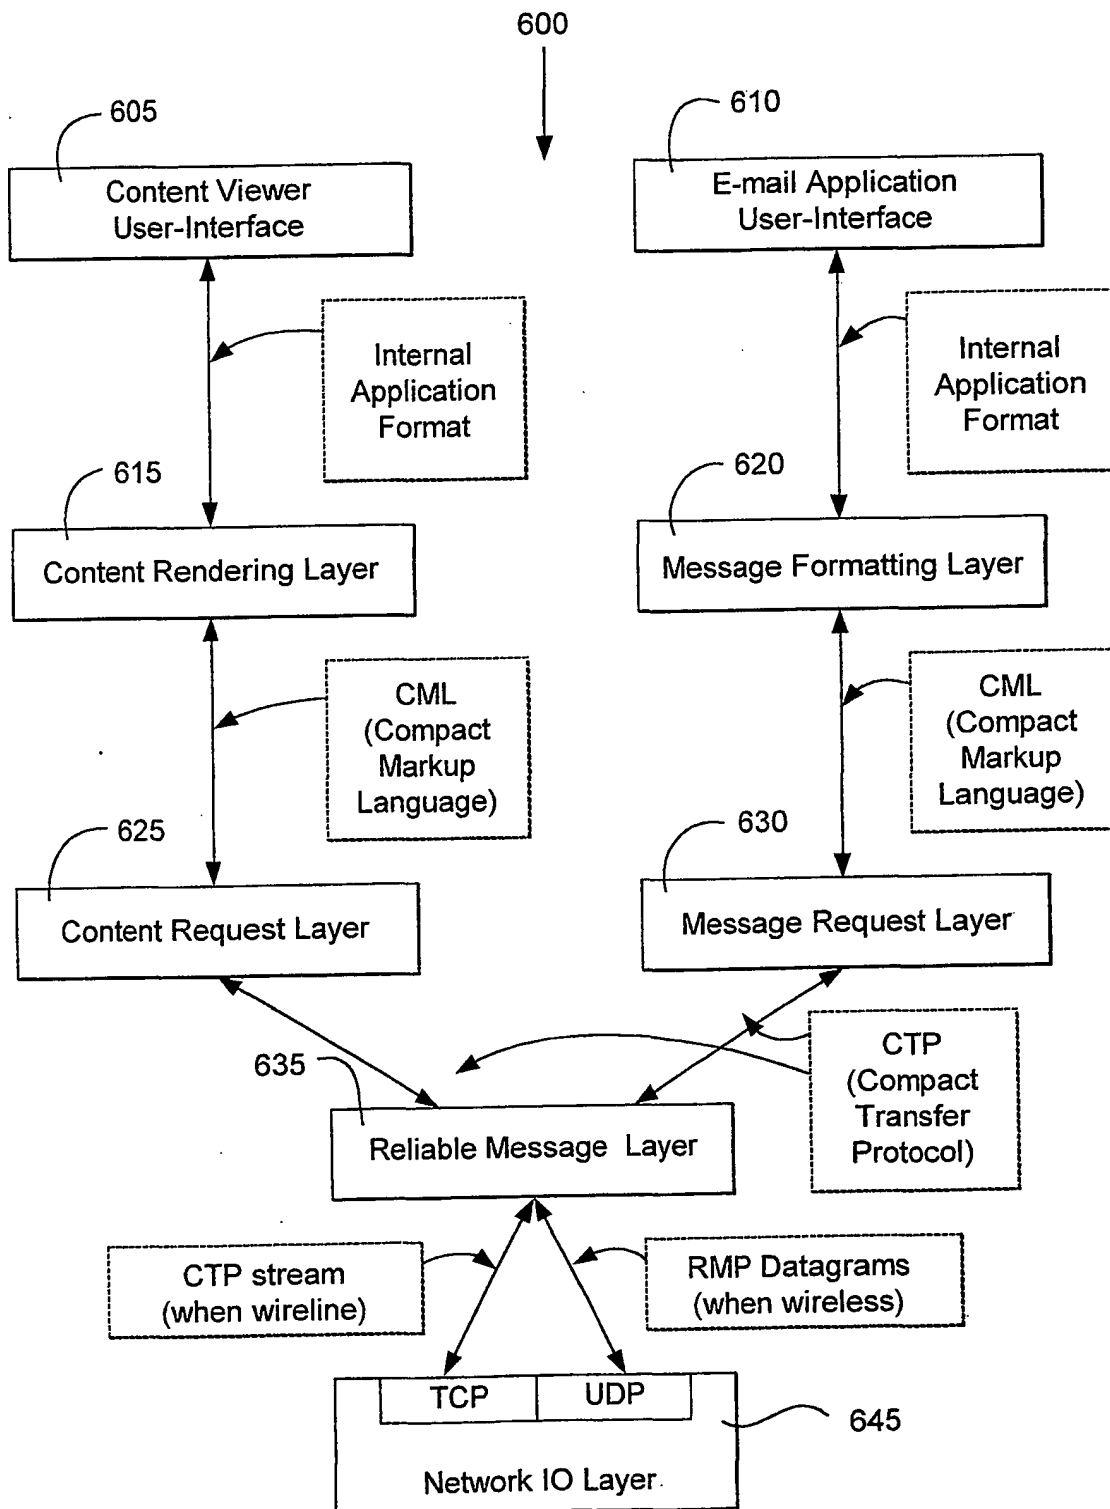 600
605
610
Content Viewer
User-Interface
E-mail Application
User-Interface
Internal
Application
Format
Internal
Application
Format
615
620
Content Rendering Layer
Message Formatting Layer
CML
(Compact
Markup
Language)
CML
(Compact
Markup
Language)
625
630
Content Request Layer
Message Request Layer
CTP
(Compact
Transfer
Protocol)
635
Reliable Message Layer
CTP stream
(when wireline)
RMP Datagrams
(when wireless)
TCP
UDP
645
Network IO Layer